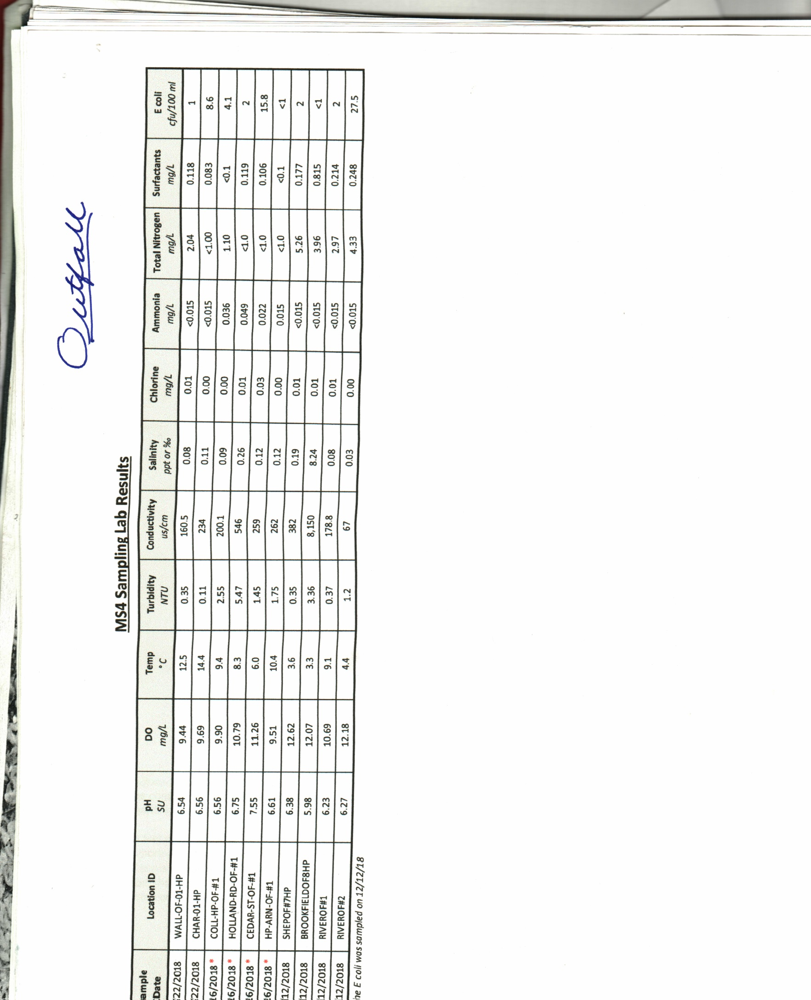 Outfall
MS4 Sampling Lab Results
ample Date Location ID pH SU DO mg/L Temp °C Turbidity NTU Conductivity us/cm Salinity ppt or ‰ Chlorine mg/L Ammonia mg/L Total Nitrogen mg/L Surfactants mg/L E coli cfu/100 ml
22/2018 WALL-OF-01-HP 6.54 9.44 12.5 0.35 160.5 0.08 0.01 <0.015 2.04 0.118 1
22/2018 CHAR-01-HP 6.56 9.69 14.4 0.11 234 0.11 0.00 <0.015 <1.00 0.083 8.6
6/2018 * COLL-HP-OF-#1 6.56 9.90 9.4 2.55 200.1 0.09 0.00 0.036 1.10 <0.1 4.1
6/2018 * HOLLAND-RD-OF-#1 6.75 10.79 8.3 5.47 546 0.26 0.01 0.049 <1.0 0.119 2
6/2018 * CEDAR-ST-OF-#1 7.55 11.26 6.0 1.45 259 0.12 0.03 0.022 <1.0 0.106 15.8
6/2018 * HP-ARN-OF-#1 6.61 9.51 10.4 1.75 262 0.12 0.00 0.015 <1.0 <0.1 <1
12/2018 SHEPOF#7HP 6.38 12.62 3.6 0.35 382 0.19 0.01 <0.015 5.26 0.177 2
12/2018 BROOKFIELDOF8HP 5.98 12.07 3.3 3.36 8,150 8.24 0.01 <0.015 3.96 0.815 <1
12/2018 RIVEROF#1 6.23 10.69 9.1 0.37 178.8 0.08 0.01 <0.015 2.97 0.214 2
12/2018 RIVEROF#2 6.27 12.18 4.4 1.2 67 0.03 0.00 <0.015 4.33 0.248 27.5
he E coli was sampled on 12/12/18